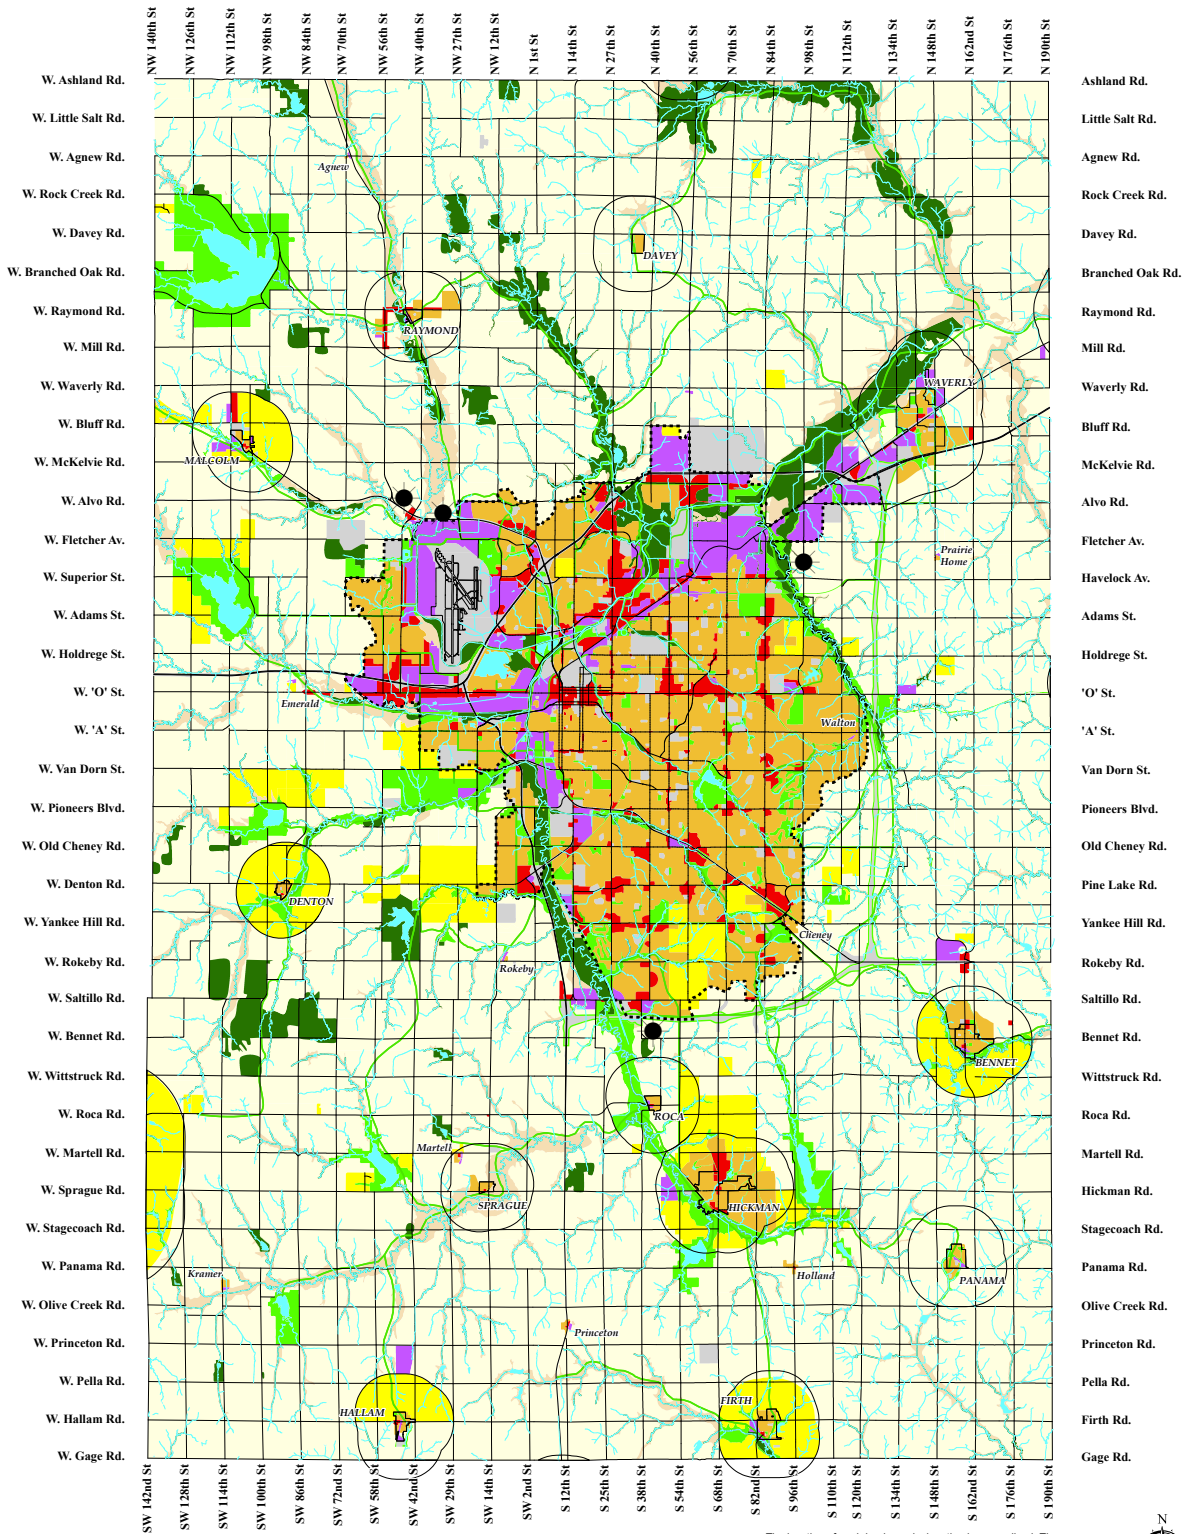 NW 140th St
NW 126th St
NW 112th St
NW 98th St
NW 84th St
NW 70th St
NW 56th St
NW 40th St
NW 27th St
NW 12th St
N 1st St
N 14th St
N 27th St
N 40th St
N 56th St
N 70th St
N 84th St
N 98th St
N 112th St
N 134th St
N 148th St
N 162nd St
N 176th St
N 190th St
W. Ashland Rd.
W. Little Salt Rd.
W. Agnew Rd.
W. Rock Creek Rd.
W. Davey Rd.
W. Branched Oak Rd.
W. Raymond Rd.
W. Mill Rd.
W. Waverly Rd.
W. Bluff Rd.
W. McKelvie Rd.
W. Alvo Rd.
W. Fletcher Av.
W. Superior St.
W. Adams St.
W. Holdrege St.
W. 'O' St.
W. 'A' St.
W. Van Dorn St.
W. Pioneers Blvd.
W. Old Cheney Rd.
W. Denton Rd.
W. Yankee Hill Rd.
W. Rokeby Rd.
W. Saltillo Rd.
W. Bennet Rd.
W. Wittstruck Rd.
W. Roca Rd.
W. Martell Rd.
W. Sprague Rd.
W. Stagecoach Rd.
W. Panama Rd.
W. Olive Creek Rd.
W. Princeton Rd.
W. Pella Rd.
W. Hallam Rd.
W. Gage Rd.
Agnew
DAVEY
RAYMOND
WAVERLY
MALCOLM
Prairie
Home
Emerald
Walton
DENTON
Cheney
Rokeby
BENNET
ROCA
Martell
SPRAGUE
HICKMAN
Kramer
Holland
PANAMA
Princeton
HALLAM
FIRTH
Ashland Rd.
Little Salt Rd.
Agnew Rd.
Rock Creek Rd.
Davey Rd.
Branched Oak Rd.
Raymond Rd.
Mill Rd.
Waverly Rd.
Bluff Rd.
McKelvie Rd.
Alvo Rd.
Fletcher Av.
Havelock Av.
Adams St.
Holdrege St.
'O' St.
'A' St.
Van Dorn St.
Pioneers Blvd.
Old Cheney Rd.
Pine Lake Rd.
Yankee Hill Rd.
Rokeby Rd.
Saltillo Rd.
Bennet Rd.
Wittstruck Rd.
Roca Rd.
Martell Rd.
Hickman Rd.
Stagecoach Rd.
Panama Rd.
Olive Creek Rd.
Princeton Rd.
Pella Rd.
Firth Rd.
Gage Rd.
SW 142nd St
SW 128th St
SW 114th St
SW 100th St
SW 86th St
SW 72nd St
SW 58th St
SW 42nd St
SW 29th St
SW 14th St
SW 2nd St
S 12th St
S 25th St
S 38th St
S 54th St
S 68th St
S 82nd St
S 96th St
S 110th St
S 120th St
S 134th St
S 148th St
S 162nd St
S 176th St
S 190th St
N